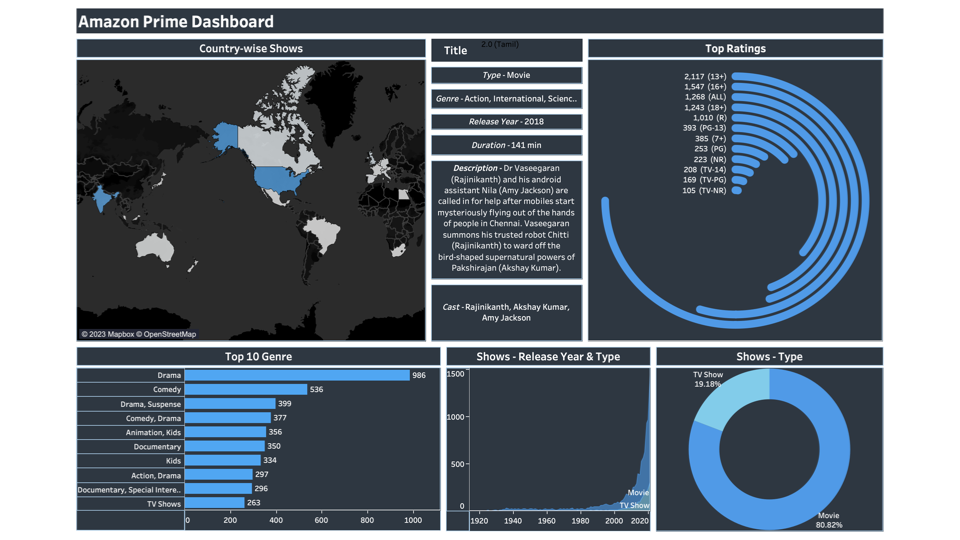 Amazon Prime Dashboard
Country-wise Shows
© 2023 Mapbox © OpenStreetMap
Title
2.0 (Tamil)
Type - Movie
Genre - Action, International, Scienc..
Release Year - 2018
Duration - 141 min
Description - Dr Vaseegaran
(Rajinikanth) and his android
assistant Nila (Amy Jackson) are
called in for help after mobiles start
mysteriously flying out of the hands
of people in Chennai. Vaseegaran
summons his trusted robot Chitti
(Rajinikanth) to ward off the
bird-shaped supernatural powers of
Pakshirajan (Akshay Kumar).
Cast - Rajinikanth, Akshay Kumar,
Amy Jackson
Top Ratings
2,117 (13+)
1,547 (16+)
1,268 (ALL)
1,243 (18+)
1,010 (R)
393 (PG-13)
385 (7+)
253 (PG)
223 (NR)
208 (TV-14)
169 (TV-PG)
105 (TV-NR)
Top 10 Genre
Drama 986
Comedy 536
Drama, Suspense 399
Comedy, Drama 377
Animation, Kids 356
Documentary 350
Kids 334
Action, Drama 297
Documentary, Special Intere.. 296
TV Shows 263
0 200 400 600 800 1000
Shows - Release Year & Type
1500
1000
500
0
Movie
TV Show
1920 1940 1960 1980 2000 2020
Shows - Type
TV Show
19.18%
Movie
80.82%